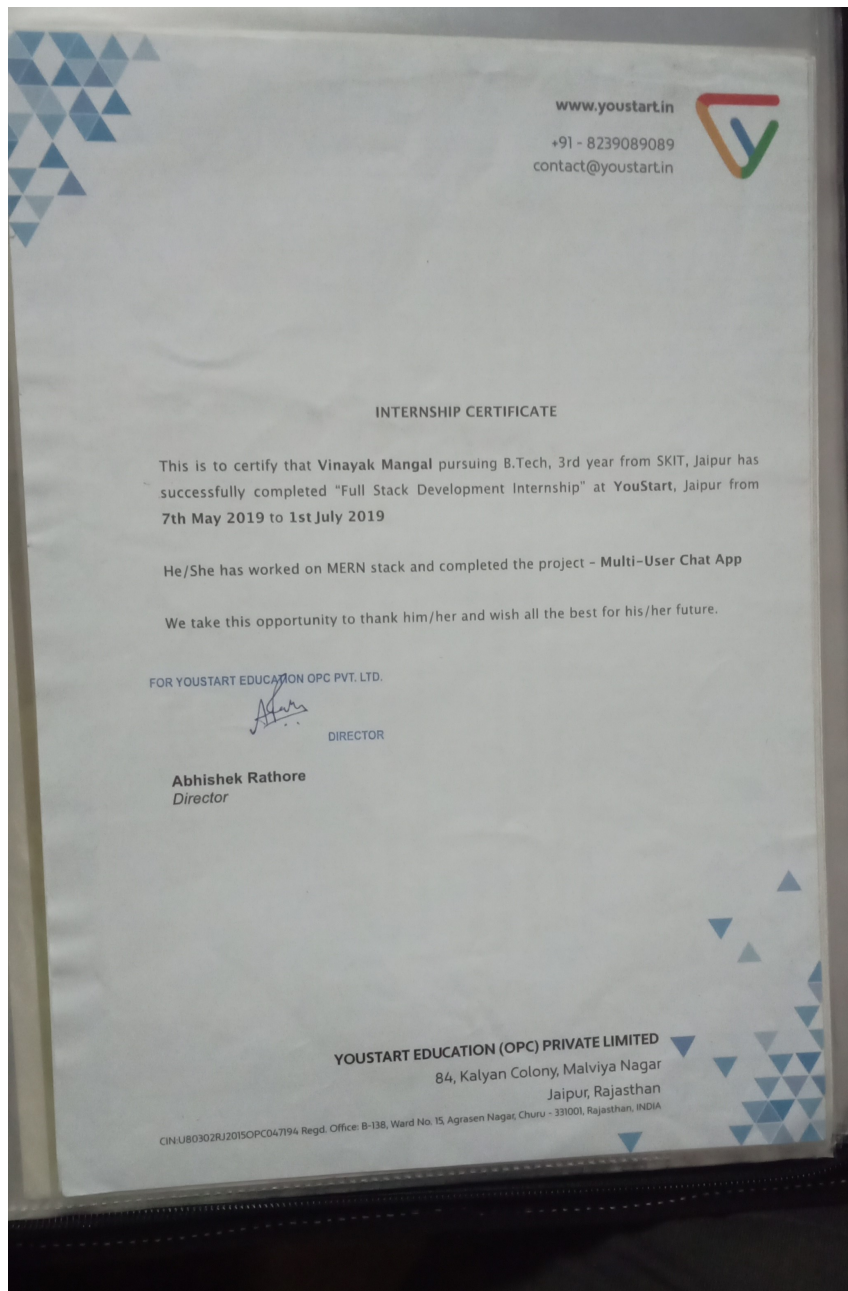 www.youstart.in
+91 - 8239089089
contact@youstart.in
INTERNSHIP CERTIFICATE
This is to certify that Vinayak Mangal pursuing B.Tech, 3rd year from SKIT, Jaipur has
successfully completed "Full Stack Development Internship" at YouStart, Jaipur from
7th May 2019 to 1st July 2019
He/She has worked on MERN stack and completed the project - Multi-User Chat App
We take this opportunity to thank him/her and wish all the best for his/her future.
FOR YOUSTART EDUCATION OPC PVT. LTD.
DIRECTOR
Abhishek Rathore
Director
YOUSTART EDUCATION (OPC) PRIVATE LIMITED
84, Kalyan Colony, Malviya Nagar
Jaipur, Rajasthan
CIN:U80302RJ2015OPC047194 Regd. Office: B-138, Ward No. 15, Agrasen Nagar, Churu - 331001, Rajasthan, INDIA